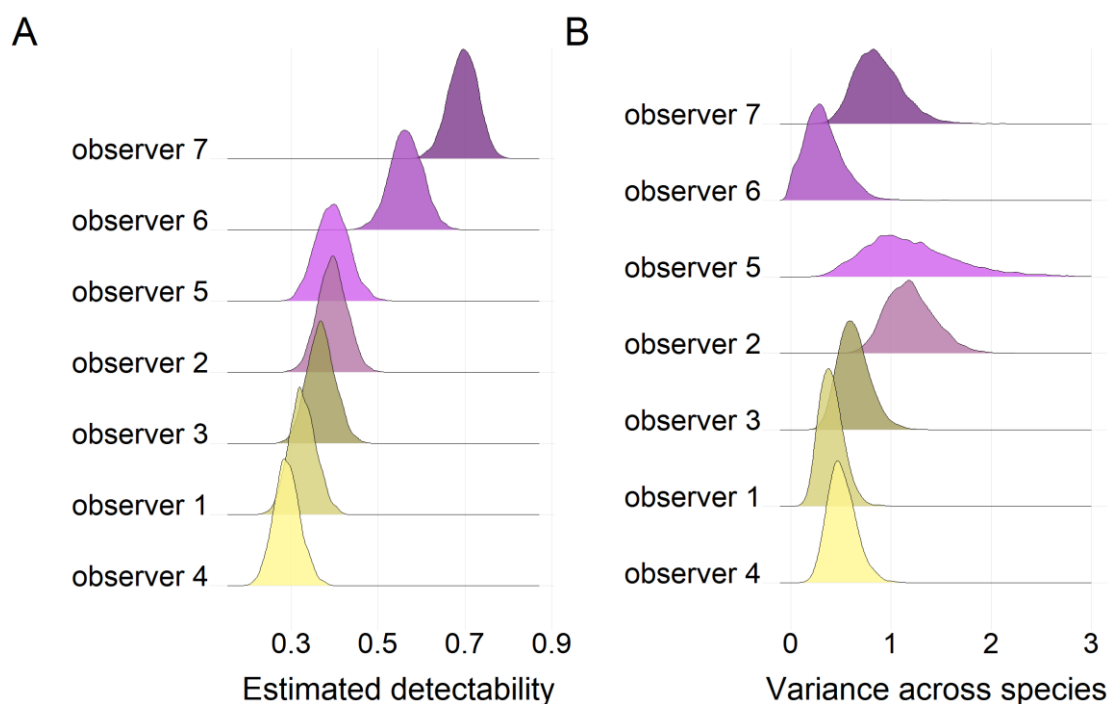 A
observer 7
observer 6
observer 5
observer 2
observer 3
observer 1
observer 4
0.3 0.5 0.7 0.9
Estimated detectability
B
observer 7
observer 6
observer 5
observer 2
observer 3
observer 1
observer 4
0 1 2 3
Variance across species